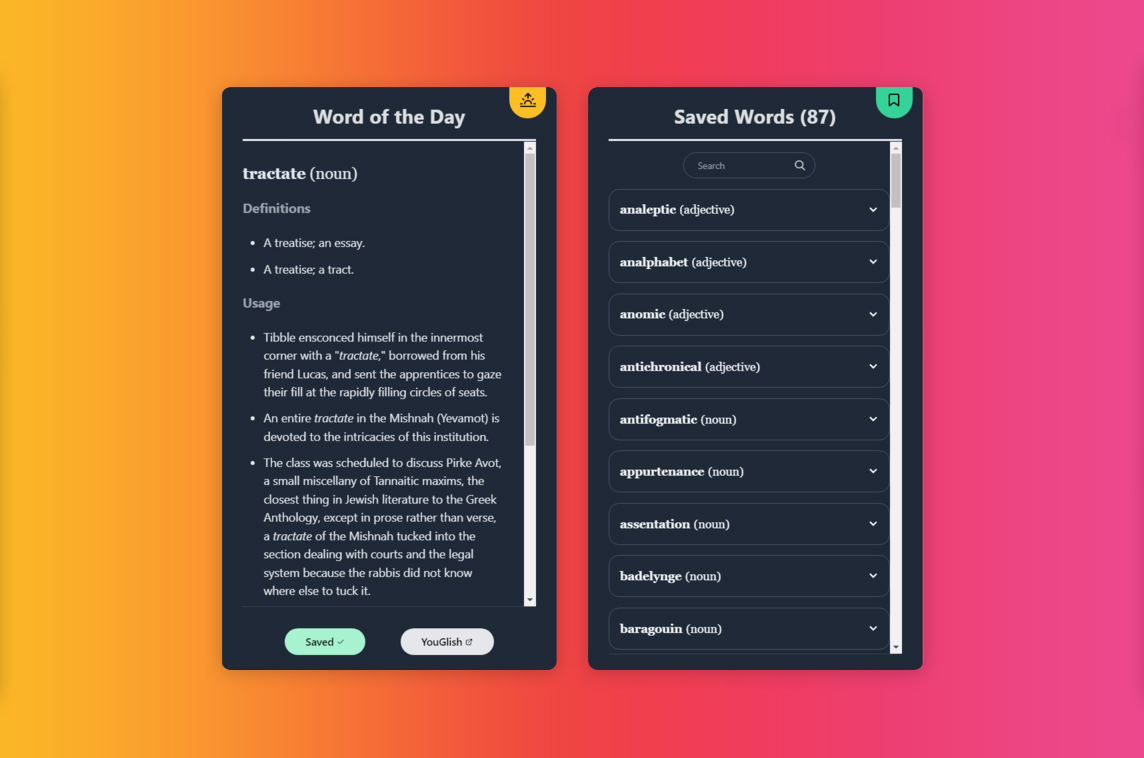 Word of the Day
tractate (noun)
Definitions
• A treatise; an essay.
• A treatise; a tract.
Usage
• Tibble ensconced himself in the innermost
corner with a "tractate," borrowed from his
friend Lucas, and sent the apprentices to gaze
their fill at the rapidly filling circles of seats.
• An entire tractate in the Mishnah (Yevamot) is
devoted to the intricacies of this institution.
• The class was scheduled to discuss Pirke Avot,
a small miscellany of Tannaitic maxims, the
closest thing in Jewish literature to the Greek
Anthology, except in prose rather than verse,
a tractate of the Mishnah tucked into the
section dealing with courts and the legal
system because the rabbis did not know
where else to tuck it.
Saved ✓
YouGlish
Saved Words (87)
Search
analeptic (adjective)
analphabet (adjective)
anomic (adjective)
antichronical (adjective)
antifogmatic (noun)
appurtenance (noun)
assentation (noun)
badelynge (noun)
baragouin (noun)